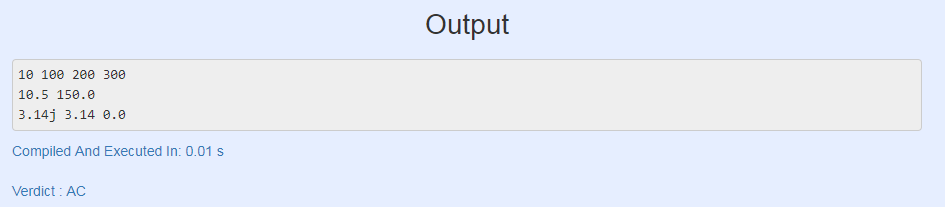 Output
10 100 200 300
10.5 150.0
3.14j 3.14 0.0
Compiled And Executed In: 0.01 s
Verdict : AC